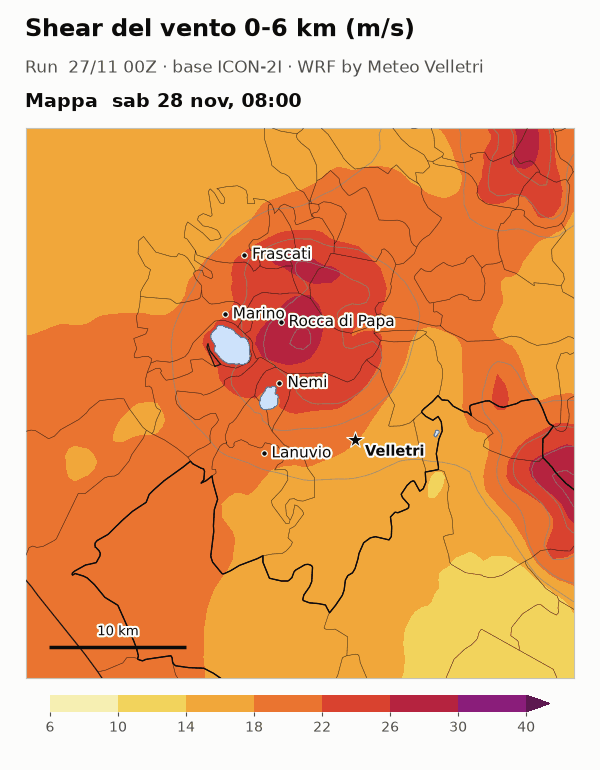 Shear del vento 0-6 km (m/s)
Run  27/11 00Z · base ICON-2I · WRF by Meteo Velletri
Mappa  sab 28 nov, 08:00
Frascati
Marino
Rocca di Papa
Nemi
Velletri
Lanuvio
10 km
6 10 14 18 22 26 30 40